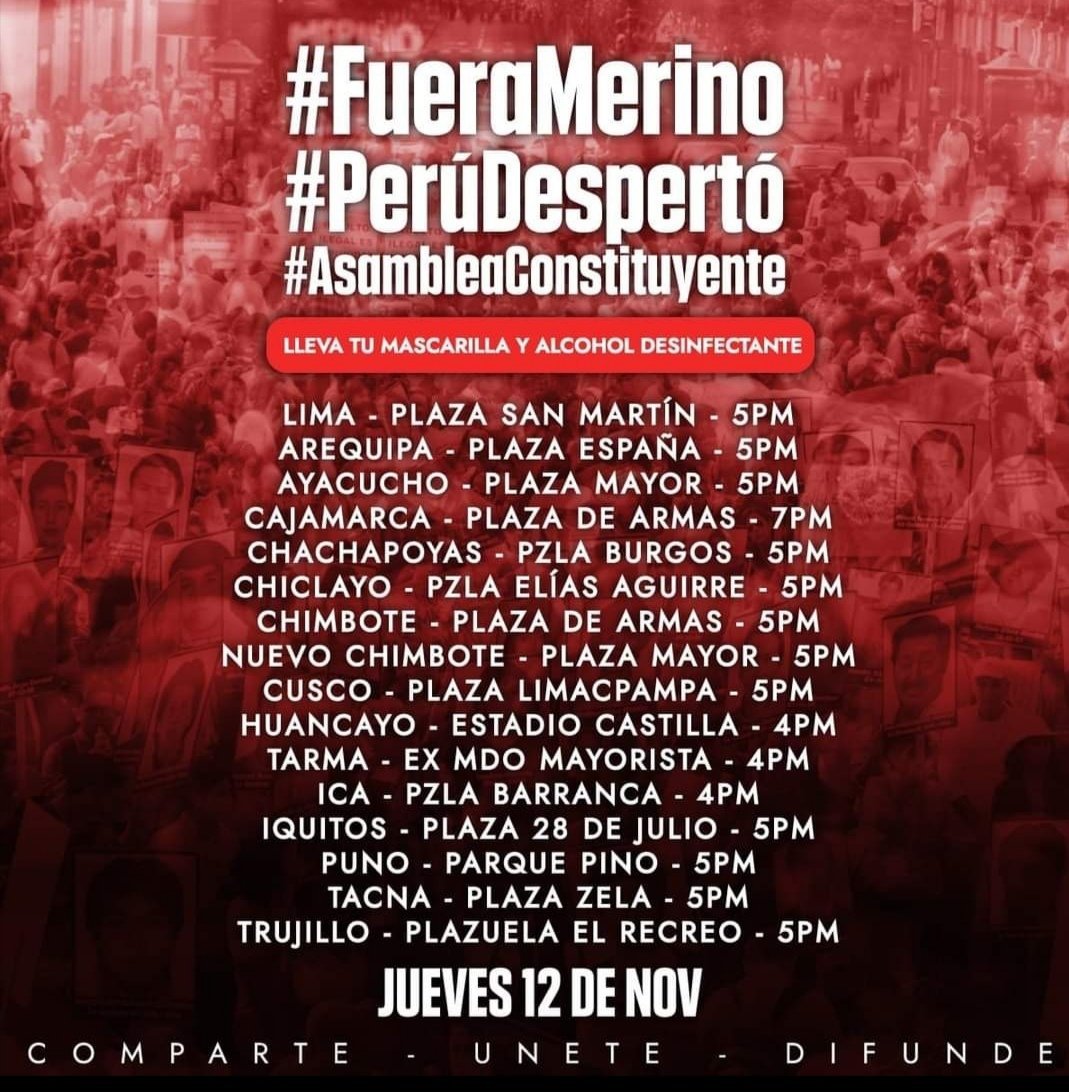 #FueraMerino
#PerúDespertó
#AsambleaConstituyente
LLEVA TU MASCARILLA Y ALCOHOL DESINFECTANTE
LIMA - PLAZA SAN MARTÍN - 5PM
AREQUIPA - PLAZA ESPAÑA - 5PM
AYACUCHO - PLAZA MAYOR - 5PM
CAJAMARCA - PLAZA DE ARMAS - 7PM
CHACHAPOYAS - PZLA BURGOS - 5PM
CHICLAYO - PZLA ELÍAS AGUIRRE - 5PM
CHIMBOTE - PLAZA DE ARMAS - 5PM
NUEVO CHIMBOTE - PLAZA MAYOR - 5PM
CUSCO - PLAZA LIMACPAMPA - 5PM
HUANCAYO - ESTADIO CASTILLA - 4PM
TARMA - EX MDO MAYORISTA - 4PM
ICA - PZLA BARRANCA - 4PM
IQUITOS - PLAZA 28 DE JULIO - 5PM
PUNO - PARQUE PINO - 5PM
TACNA - PLAZA ZELA - 5PM
TRUJILLO - PLAZUELA EL RECREO - 5PM
JUEVES 12 DE NOV
COMPARTE - UNETE - DIFUNDE